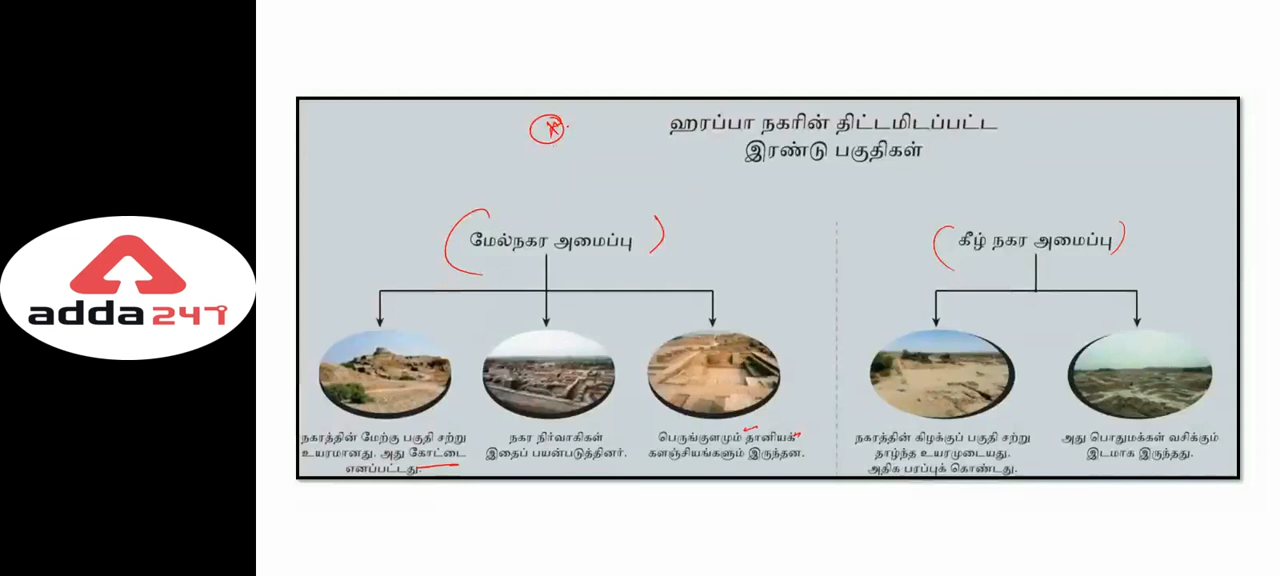 adda247
ஹரப்பா நகரின் திட்டமிடப்பட்ட
இரண்டு பகுதிகள்
மேல்நகர அமைப்பு
கீழ் நகர அமைப்பு
நகரத்தின் மேற்கு பகுதி சற்று
உயரமானது. அது கோட்டை
எனப்பட்டது.
நகர நிர்வாகிகள்
இதைப் பயன்படுத்தினர்.
பெருங்குளமும் தானியக்
களஞ்சியங்களும் இருந்தன.
நகரத்தின் கிழக்குப் பகுதி சற்று
தாழ்ந்த உயரமுடையது.
அதிக பரப்புக் கொண்டது.
அது பொதுமக்கள் வசிக்கும்
இடமாக இருந்தது.